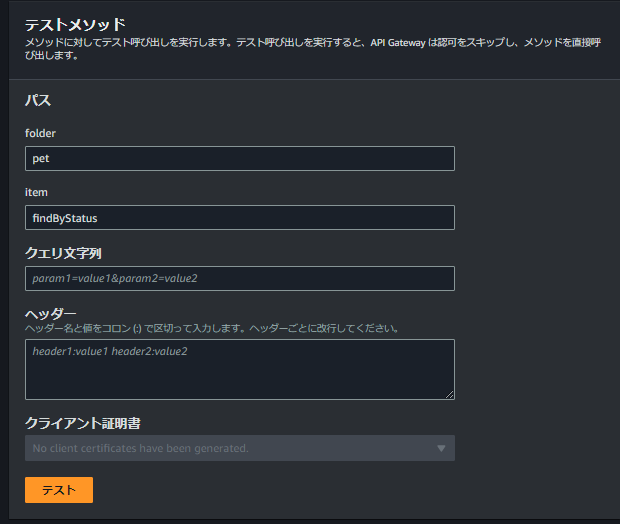 テストメソッド
メソッドに対してテスト呼び出しを実行します。テスト呼び出しを実行すると、API Gateway は認可をスキップし、メソッドを直接呼
び出します。
パス
folder
pet
item
findByStatus
クエリ文字列
param1=value1&param2=value2
ヘッダー
ヘッダー名と値をコロン (:) で区切って入力します。ヘッダーごとに改行してください。
header1:value1 header2:value2
クライアント証明書
No client certificates have been generated.
テスト